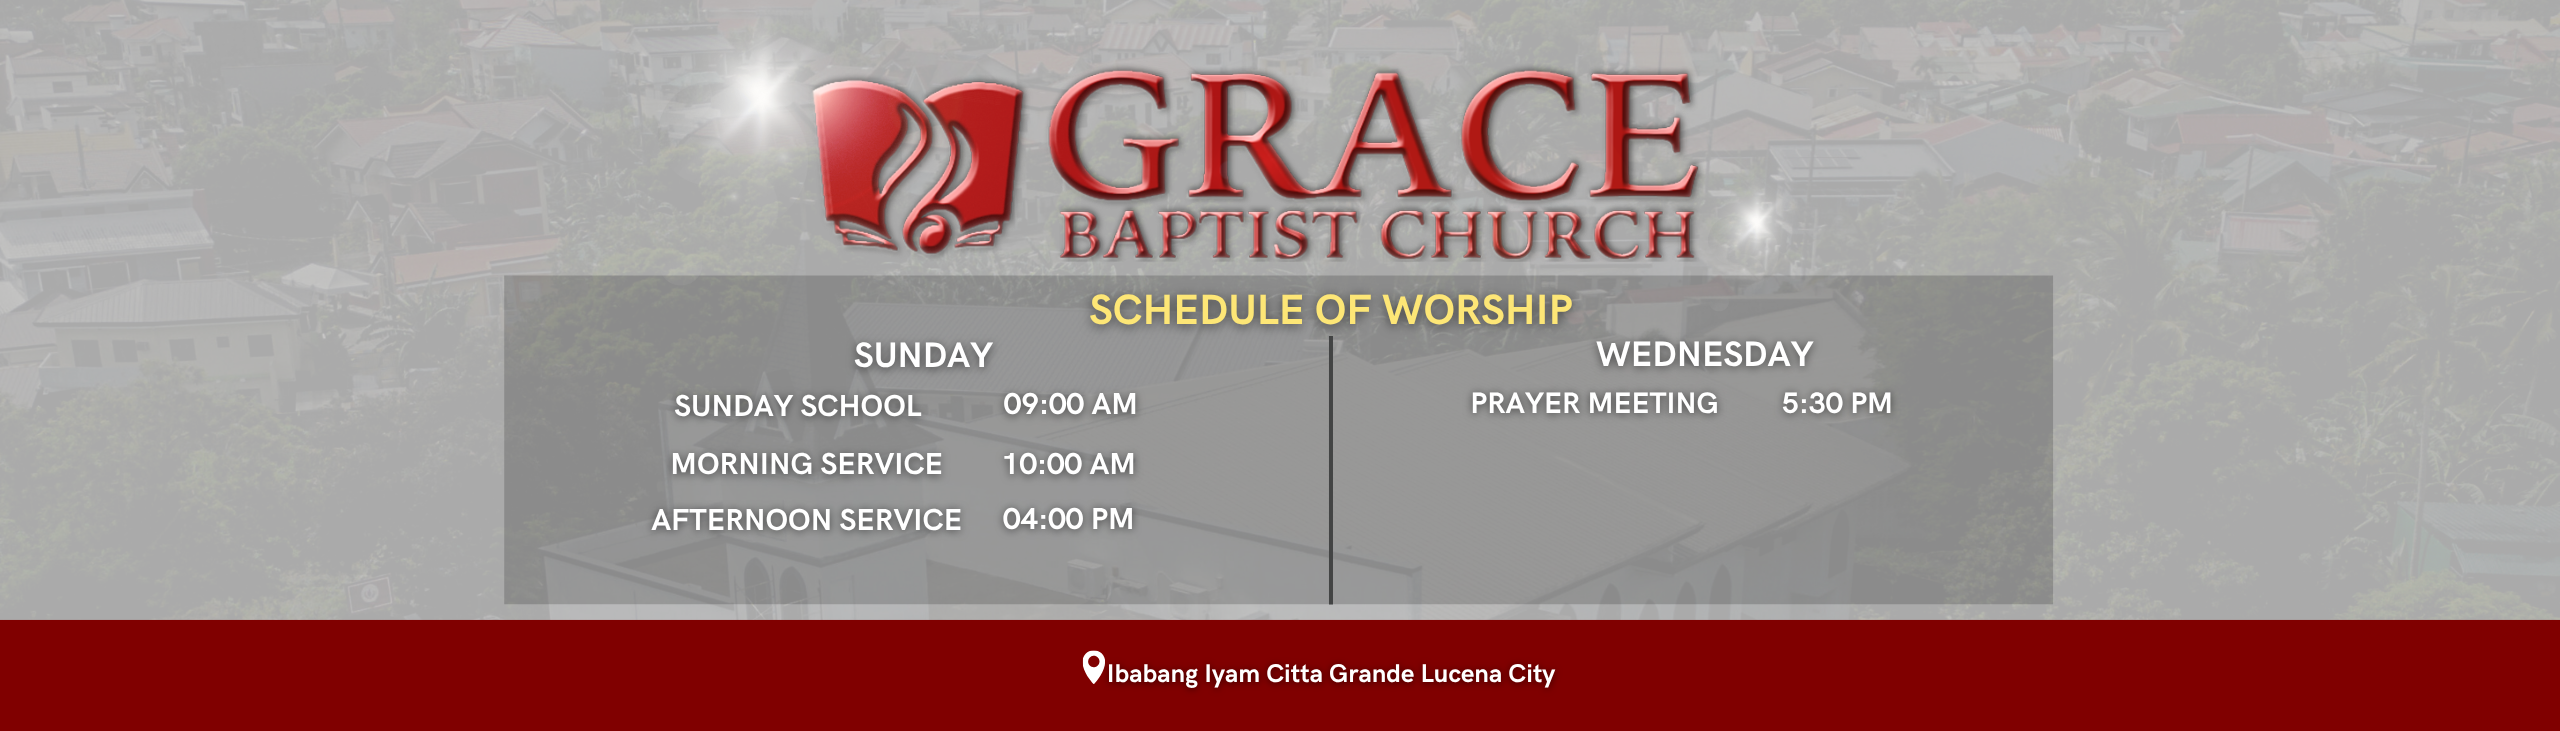 GRACE
BAPTIST CHURCH
SCHEDULE OF WORSHIP
SUNDAY
SUNDAY SCHOOL 09:00 AM
MORNING SERVICE 10:00 AM
AFTERNOON SERVICE 04:00 PM
WEDNESDAY
PRAYER MEETING 5:30 PM
Ibabang Iyam Citta Grande Lucena City